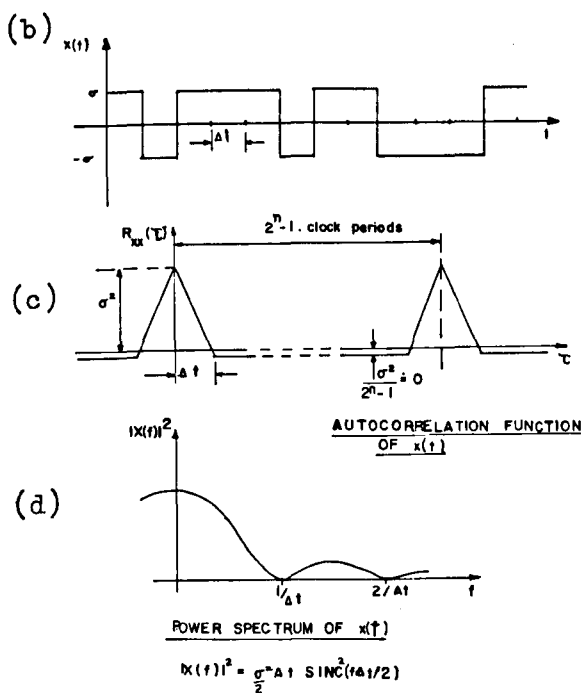 (b)
x(t)
σ
Δt
t
-σ
R_xx(τ)
2^n-1. clock periods
(c)
σ²
Δt
σ²/2^n-1 ≐ 0
τ
AUTOCORRELATION FUNCTION
OF x(t)
|X(f)|²
(d)
1/Δt
2/Δt
f
POWER SPECTRUM OF x(t)
|X(f)|² = σ²/2 Δt SINC²(fΔt/2)